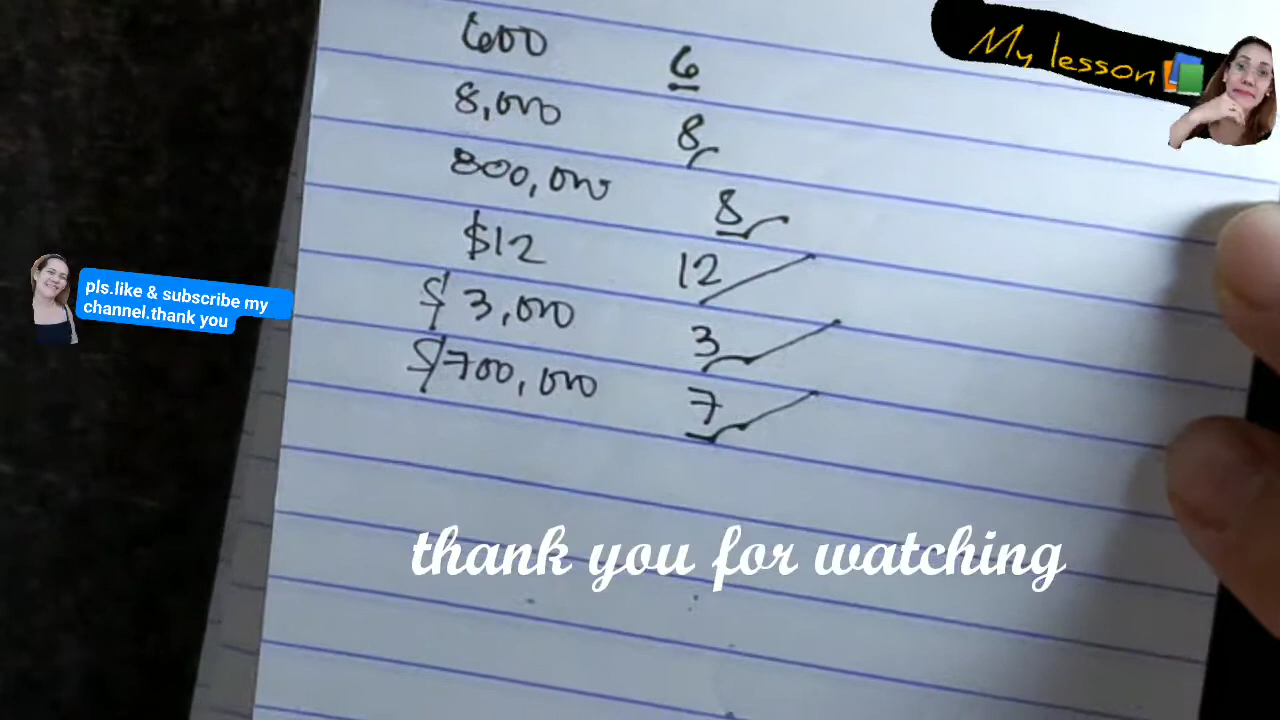 600 6
8,000 8
800,000 8
$12 12
$3,000 3
$700,000 7
My lesson
pls.like & subscribe my
channel.thank you
thank you for watching